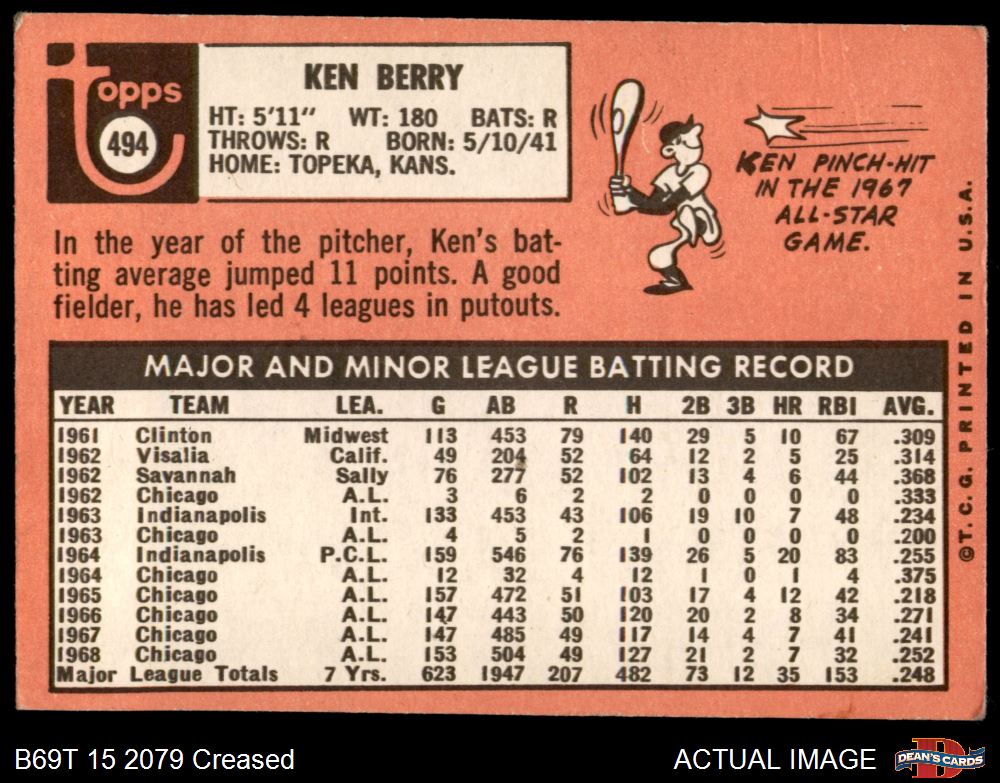 topps
494
KEN BERRY
HT: 5'11" WT: 180 BATS: R
THROWS: R BORN: 5/10/41
HOME: TOPEKA, KANS.
KEN PINCH-HIT
IN THE 1967
ALL-STAR
GAME.
In the year of the pitcher, Ken's bat-
ting average jumped 11 points. A good
fielder, he has led 4 leagues in putouts.
MAJOR AND MINOR LEAGUE BATTING RECORD
YEAR TEAM LEA. G AB R H 2B 3B HR RBI AVG.
1961 Clinton Midwest 113 453 79 140 29 5 10 67 .309
1962 Visalia Calif. 49 204 52 64 12 2 5 25 .314
1962 Savannah Sally 76 277 52 102 13 4 6 44 .368
1962 Chicago A.L. 3 6 2 2 0 0 0 0 .333
1963 Indianapolis Int. 133 453 43 106 19 10 7 48 .234
1963 Chicago A.L. 4 5 2 1 0 0 0 0 .200
1964 Indianapolis P.C.L. 159 546 76 139 26 5 20 83 .255
1964 Chicago A.L. 12 32 4 12 1 0 1 4 .375
1965 Chicago A.L. 157 472 51 103 17 4 12 42 .218
1966 Chicago A.L. 147 443 50 120 20 2 8 34 .271
1967 Chicago A.L. 147 485 49 117 14 4 7 41 .241
1968 Chicago A.L. 153 504 49 127 21 2 7 32 .252
Major League Totals 7 Yrs. 623 1947 207 482 73 12 35 153 .248
©T.C.G. PRINTED IN U.S.A.
B69T 15 2079 Creased
ACTUAL IMAGE
DEAN'S CARDS